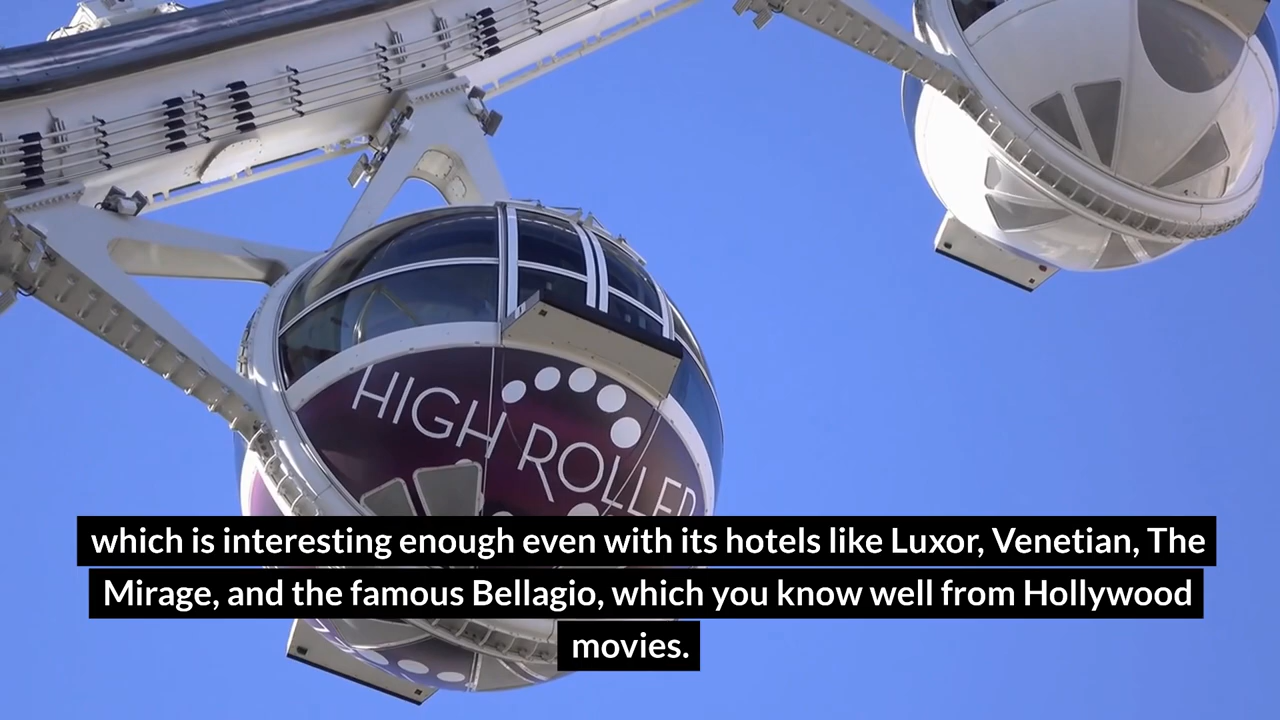 HIGH ROLLER
which is interesting enough even with its hotels like Luxor, Venetian, The
Mirage, and the famous Bellagio, which you know well from Hollywood
movies.